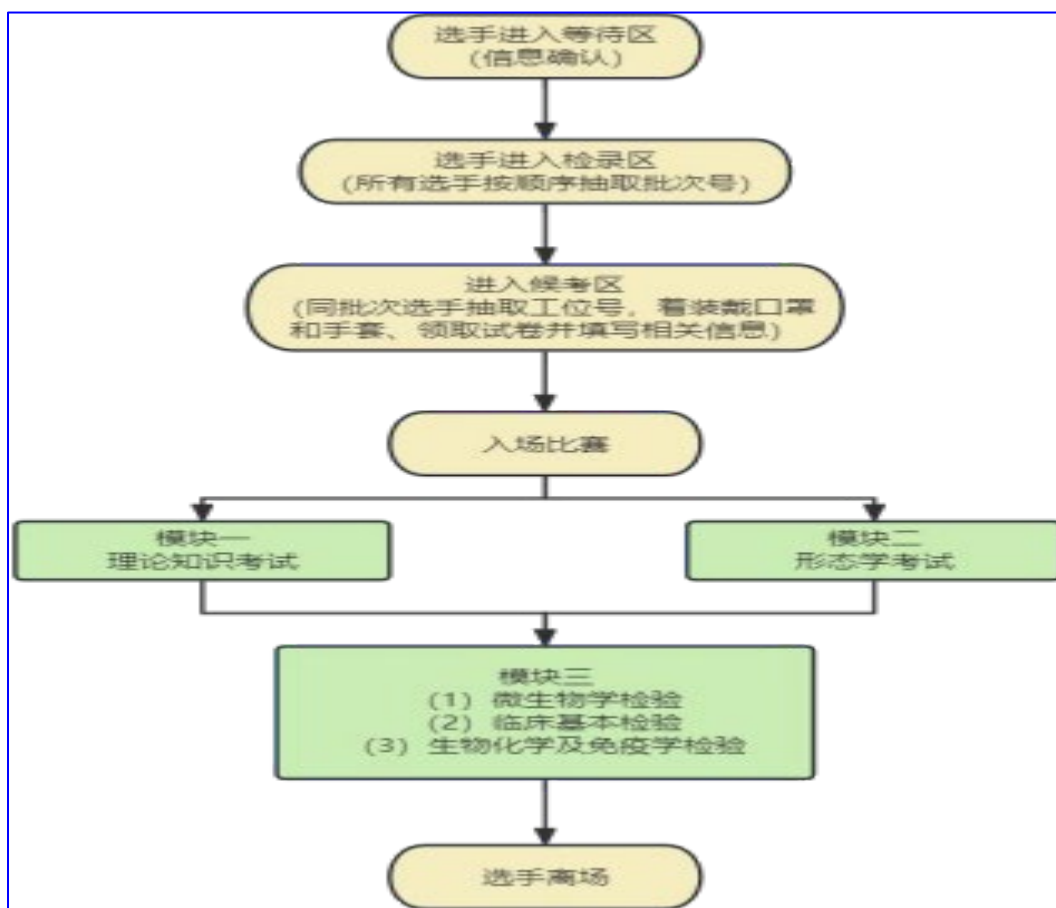 选手进入等待区
(信息确认)
选手进入检录区
(所有选手按顺序抽取批次号)
进入候考区
(同批次选手抽取工位号，着装戴口罩
和手套、领取试卷并填写相关信息)
入场比赛
模块一
理论知识考试
模块二
形态学考试
模块三
(1) 微生物学检验
(2) 临床基本检验
(3) 生物化学及免疫学检验
选手离场